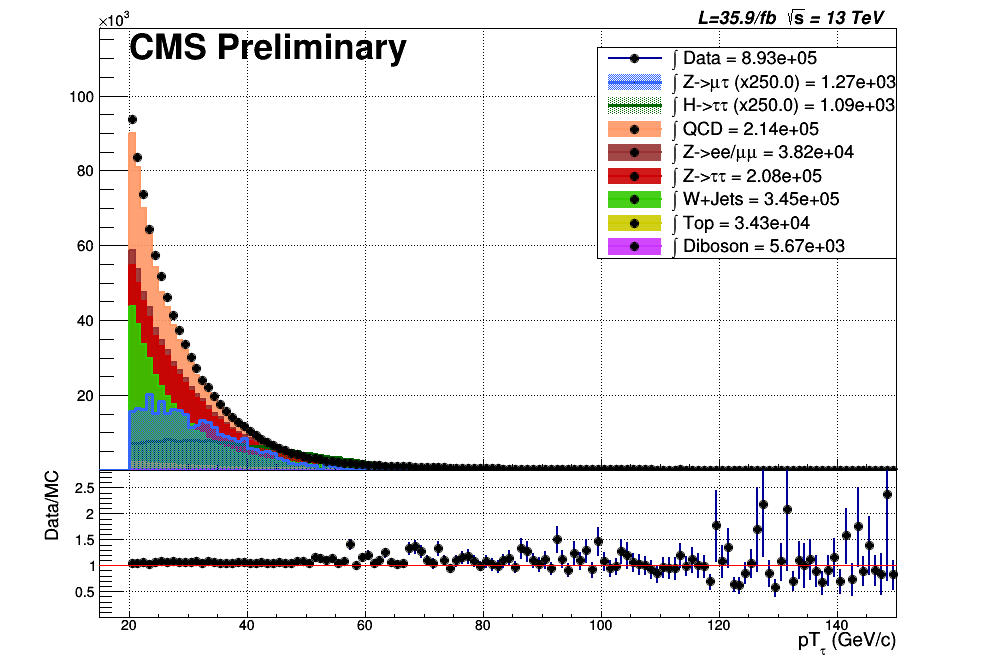 ×10³
L=35.9/fb √s = 13 TeV
CMS Preliminary
∫ Data = 8.93e+05
∫ Z->μτ (x250.0) = 1.27e+03
∫ H->ττ (x250.0) = 1.09e+03
∫ QCD = 2.14e+05
∫ Z->ee/μμ = 3.82e+04
∫ Z->ττ = 2.08e+05
∫ W+Jets = 3.45e+05
∫ Top = 3.43e+04
∫ Diboson = 5.67e+03
100
80
60
40
20
Data/MC
2.5
2
1.5
1
0.5
20 40 60 80 100 120 140
pT_τ (GeV/c)